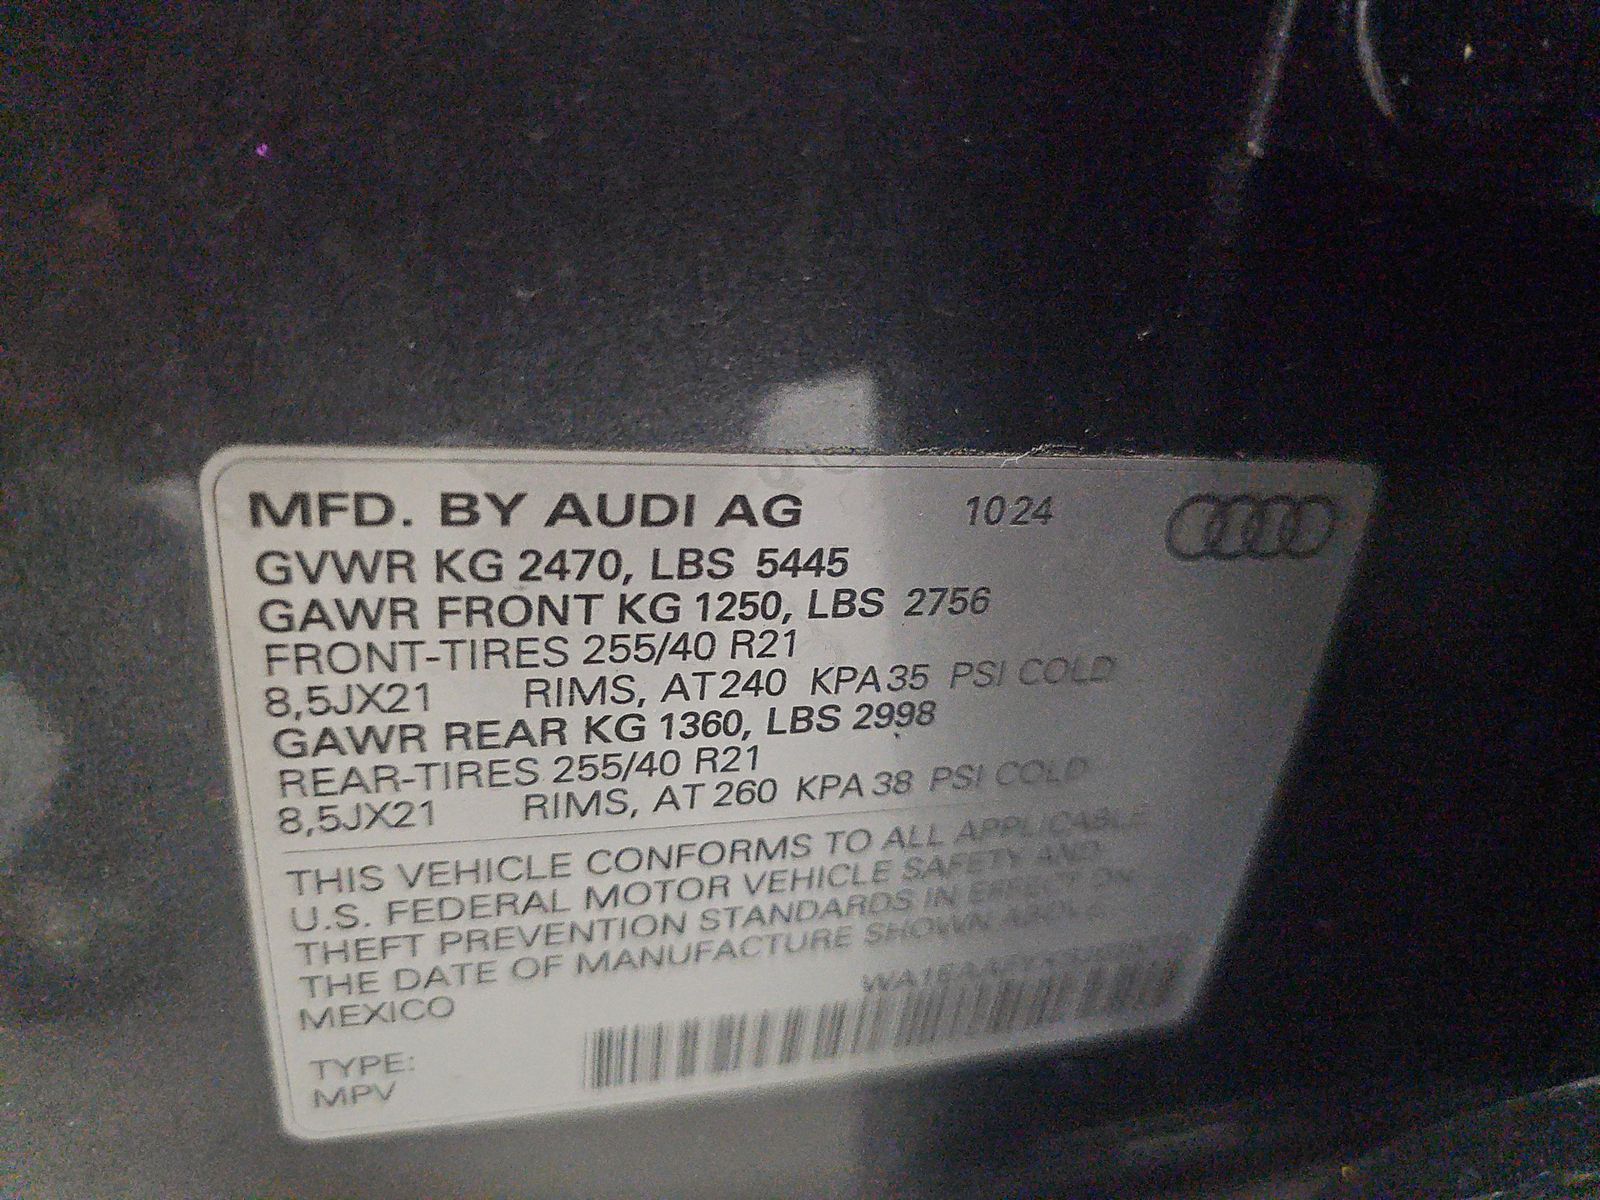 MFD. BY AUDI AG 10 24
GVWR KG 2470, LBS 5445
GAWR FRONT KG 1250, LBS 2756
FRONT-TIRES 255/40 R21
8,5JX21 RIMS, AT 240 KPA 35 PSI COLD
GAWR REAR KG 1360, LBS 2998
REAR-TIRES 255/40 R21
8,5JX21 RIMS, AT 260 KPA 38 PSI COLD
THIS VEHICLE CONFORMS TO ALL APPLICABLE
U.S. FEDERAL MOTOR VEHICLE SAFETY AND
THEFT PREVENTION STANDARDS IN EFFECT ON
THE DATE OF MANUFACTURE SHOWN ABOVE
MEXICO
TYPE:
MPV